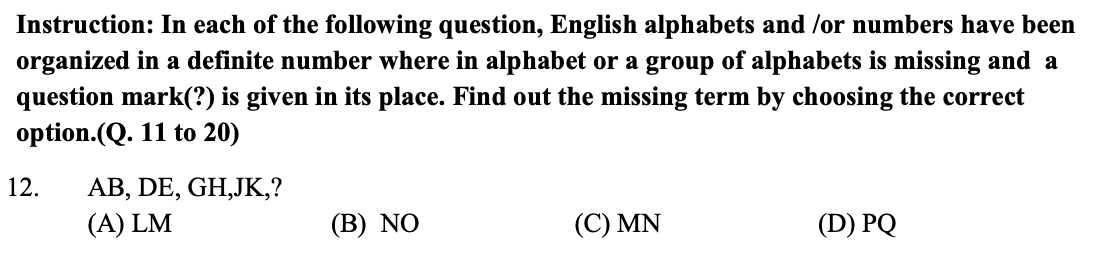 Instruction: In each of the following question, English alphabets and /or numbers have been
organized in a definite number where in alphabet or a group of alphabets is missing and a
question mark(?) is given in its place. Find out the missing term by choosing the correct
option.(Q. 11 to 20)
12. AB, DE, GH,JK,?
(A) LM (B) NO (C) MN (D) PQ